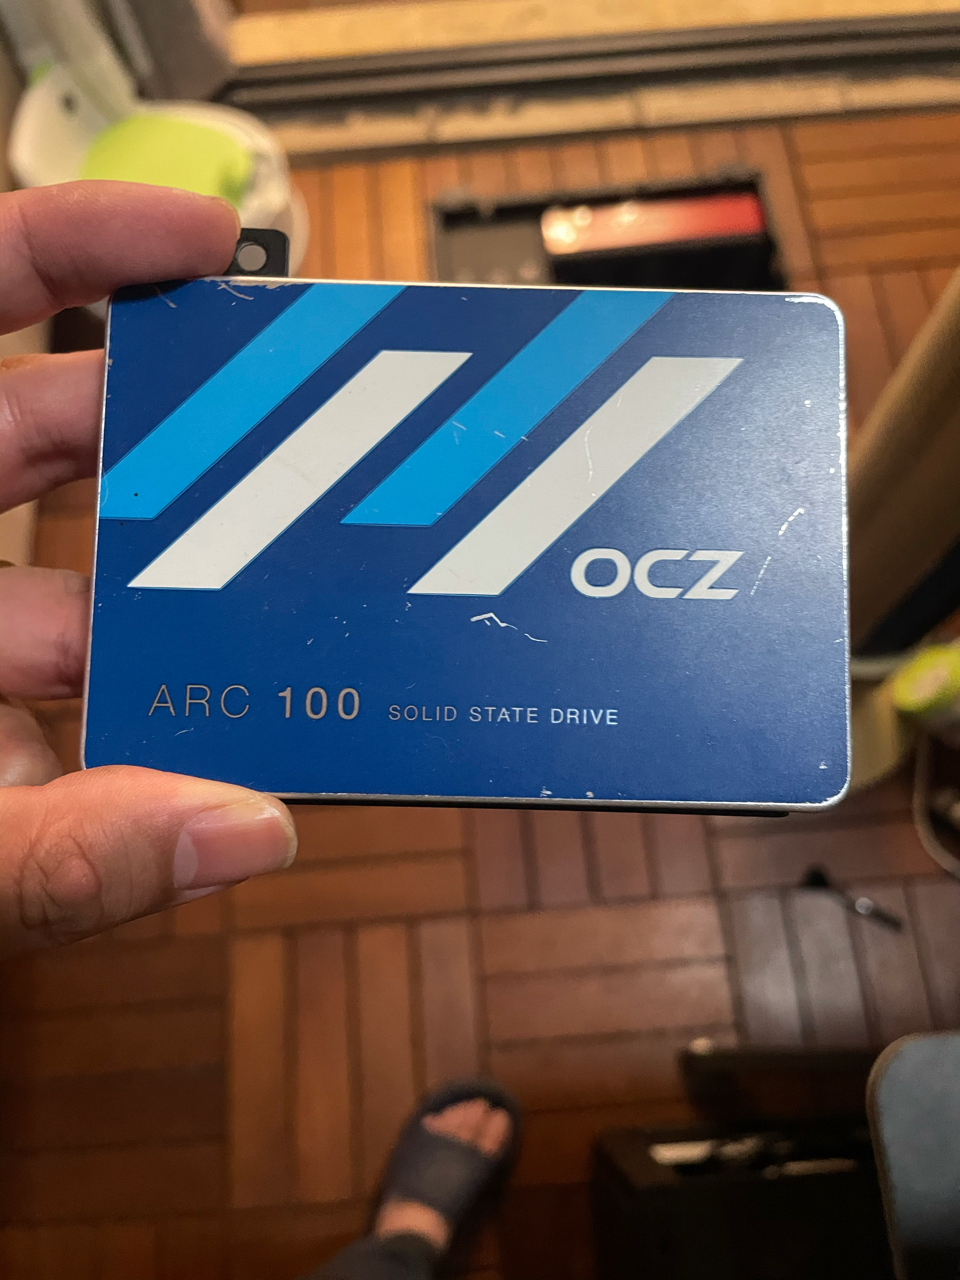 OCZ
ARC 100 SOLID STATE DRIVE